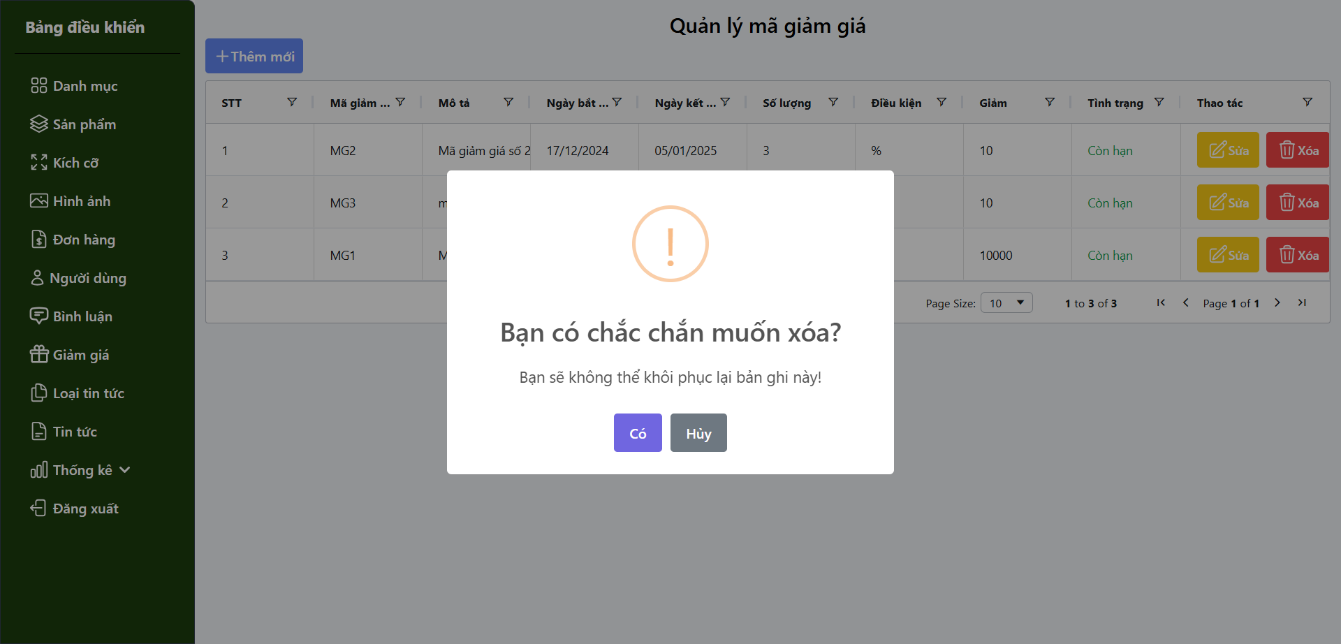 Bảng điều khiển
Danh mục
Sản phẩm
Kích cỡ
Hình ảnh
Đơn hàng
Người dùng
Bình luận
Giảm giá
Loại tin tức
Tin tức
Thống kê
Đăng xuất
Quản lý mã giảm giá
+ Thêm mới
STT Mã giảm ... Mô tả Ngày bắt ... Ngày kết ... Số lượng Điều kiện Giảm Tình trạng Thao tác
1 MG2 Mã giảm giá số 2 17/12/2024 05/01/2025 3 % 10 Còn hạn Sửa Xóa
2 MG3 10 Còn hạn Sửa Xóa
3 MG1 10000 Còn hạn Sửa Xóa
Page Size: 10 1 to 3 of 3 Page 1 of 1
!
Bạn có chắc chắn muốn xóa?
Bạn sẽ không thể khôi phục lại bản ghi này!
Có Hủy